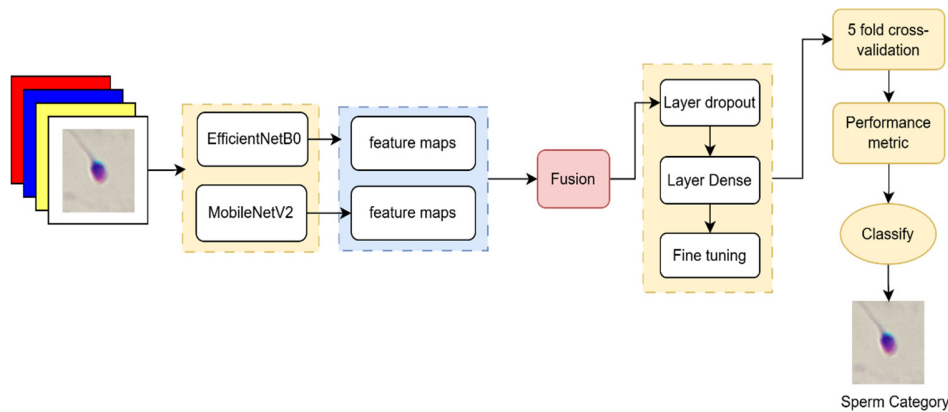 EfficientNetB0
MobileNetV2
feature maps
feature maps
Fusion
Layer dropout
Layer Dense
Fine tuning
5 fold cross-
validation
Performance
metric
Classify
Sperm Category